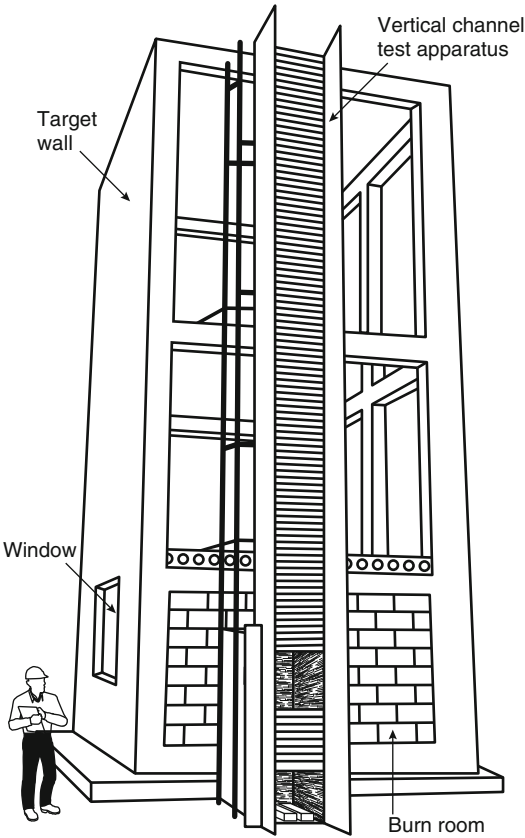 Vertical channel
test apparatus
Target
wall
Window
Burn room